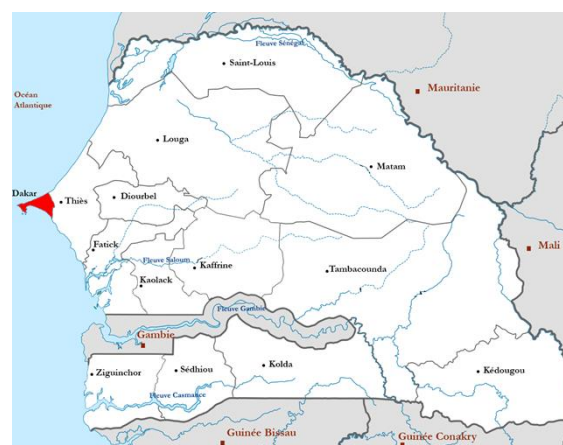 Fleuve Sénégal
Saint-Louis
Océan
Atlantique
Mauritanie
Louga
Matam
Dakar
Thiès
Diourbel
Fatick
Mali
Fleuve Saloum
Kaffrine
Tambacounda
Kaolack
Fleuve Gambie
Gambie
Ziguinchor
Sédhiou
Kolda
Kédougou
Fleuve Casmance
Guinée Bissau
Guinée Conakry